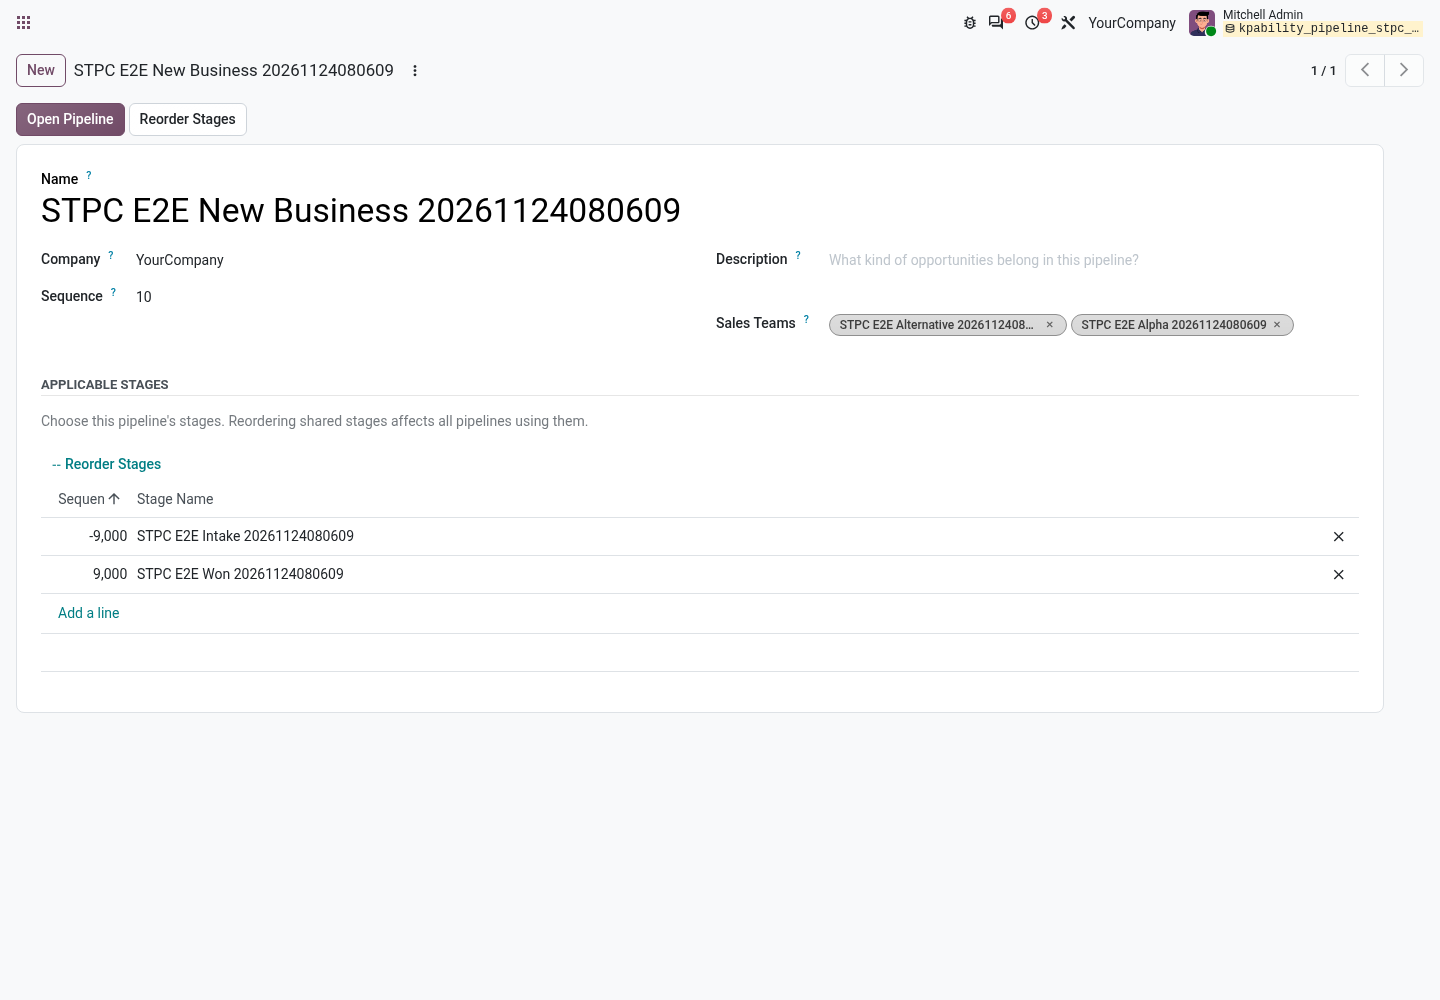 6
3
YourCompany
Mitchell Admin
kpability_pipeline_stpc_…
New
STPC E2E New Business 20261124080609
1 / 1
Open Pipeline
Reorder Stages
Name ?
STPC E2E New Business 20261124080609
Company ?
YourCompany
Description ?
What kind of opportunities belong in this pipeline?
Sequence ?
10
Sales Teams ?
STPC E2E Alternative 2026112408… ×
STPC E2E Alpha 20261124080609 ×
APPLICABLE STAGES
Choose this pipeline's stages. Reordering shared stages affects all pipelines using them.
-- Reorder Stages
Sequen Stage Name
-9,000 STPC E2E Intake 20261124080609
9,000 STPC E2E Won 20261124080609
Add a line